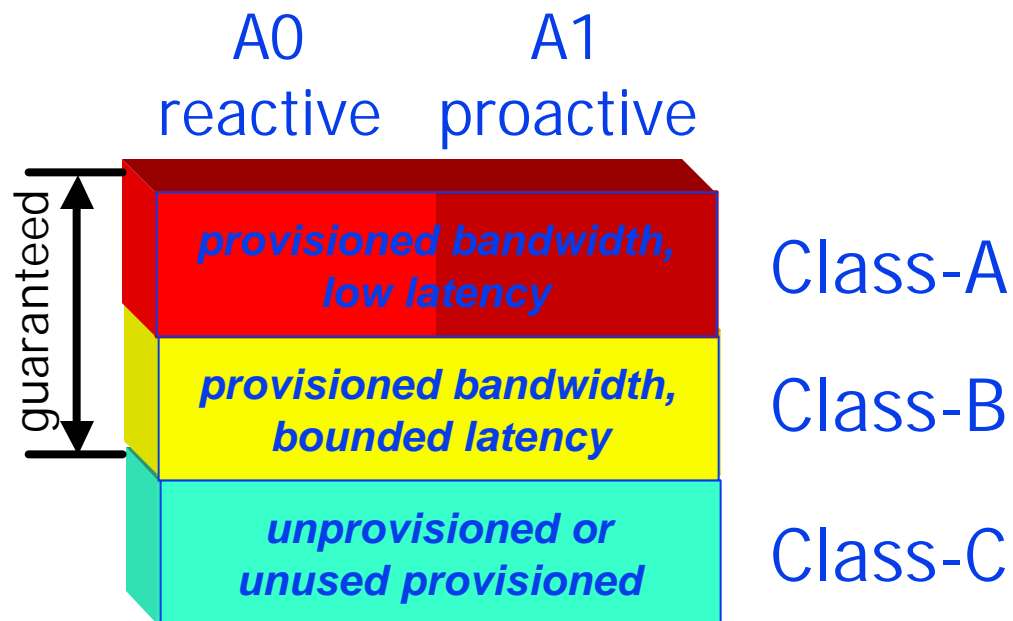 A0 A1
reactive proactive
guaranteed
provisioned bandwidth,
low latency
Class-A
provisioned bandwidth,
bounded latency
Class-B
unprovisioned or
unused provisioned
Class-C